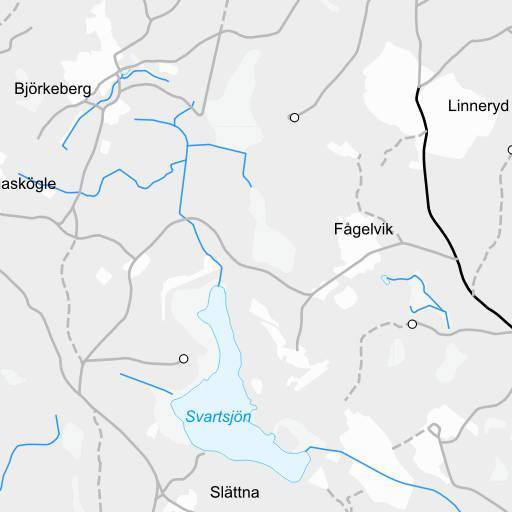 Björkeberg
Linneryd
askögle
Fågelvik
Svartsjön
Slättna